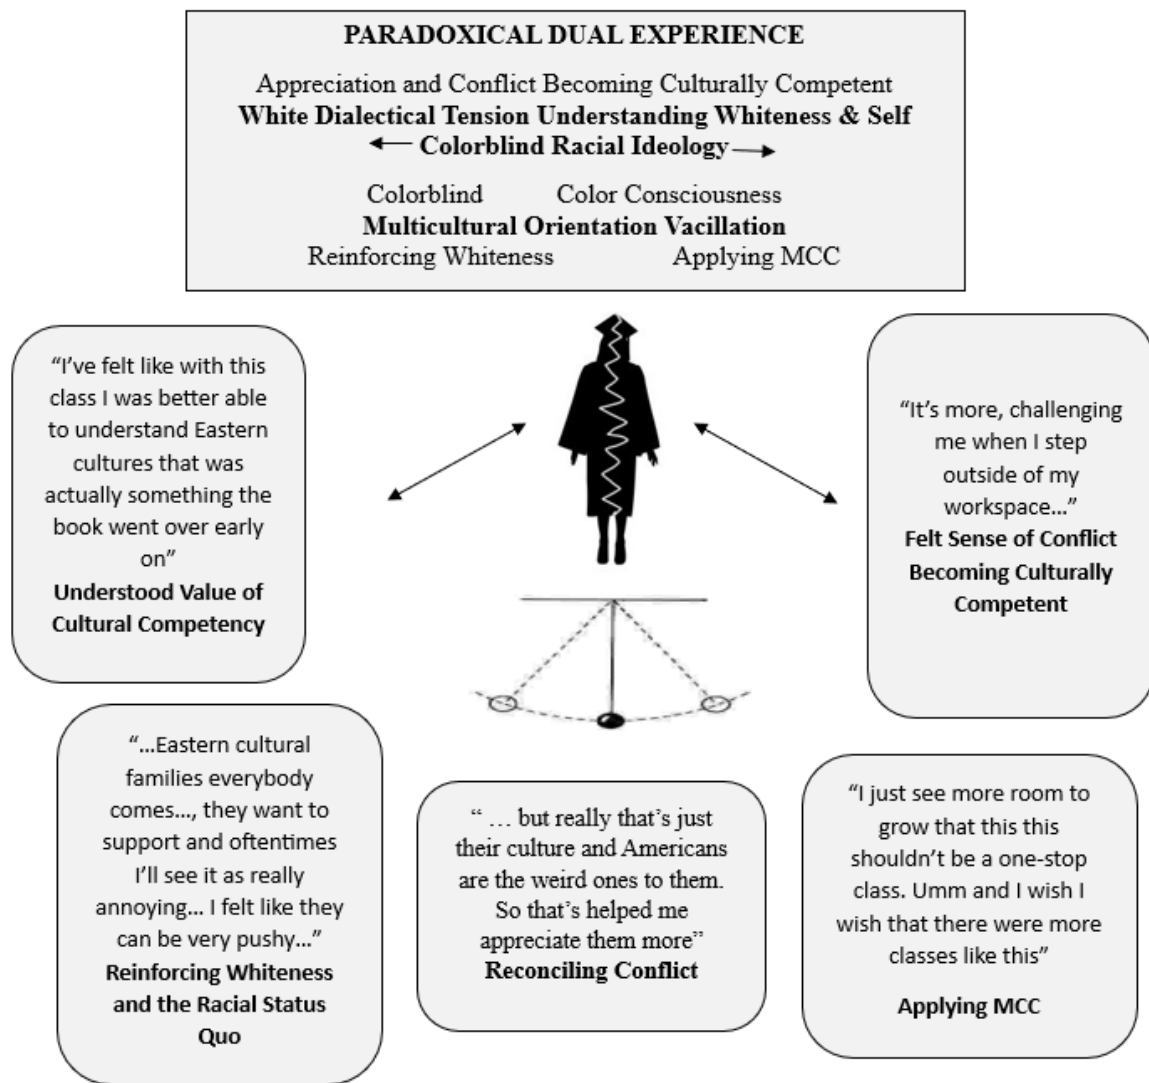 PARADOXICAL DUAL EXPERIENCE
Appreciation and Conflict Becoming Culturally Competent
White Dialectical Tension Understanding Whiteness & Self
Colorblind Racial Ideology
Colorblind Color Consciousness
Multicultural Orientation Vacillation
Reinforcing Whiteness Applying MCC
“I’ve felt like with this
class I was better able
to understand Eastern
cultures that was
actually something the
book went over early
on”
Understood Value of
Cultural Competency
“It’s more, challenging
me when I step
outside of my
workspace...”
Felt Sense of Conflict
Becoming Culturally
Competent
“...Eastern cultural
families everybody
comes..., they want to
support and oftentimes
I’ll see it as really
annoying... I felt like they
can be very pushy...”
Reinforcing Whiteness
and the Racial Status
Quo
“ … but really that’s just
their culture and Americans
are the weird ones to them.
So that’s helped me
appreciate them more”
Reconciling Conflict
“I just see more room to
grow that this this
shouldn’t be a one-stop
class. Umm and I wish I
wish that there were more
classes like this”
Applying MCC